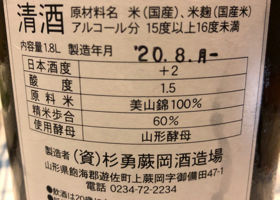 清酒 原材料名 米(国産)、米麹(国産米)
アルコール分 15度以上16度未満
内容量1.8L 製造年月 '20.8.月-
日本酒度 +2
酸度 1.5
原料米 美山錦100%
精米歩合 60%
使用酵母 山形酵母
製造者 (資)杉勇蕨岡酒造場
山形県飽海郡遊佐町上蕨岡字御備田47-1
電話 0234-72-2234